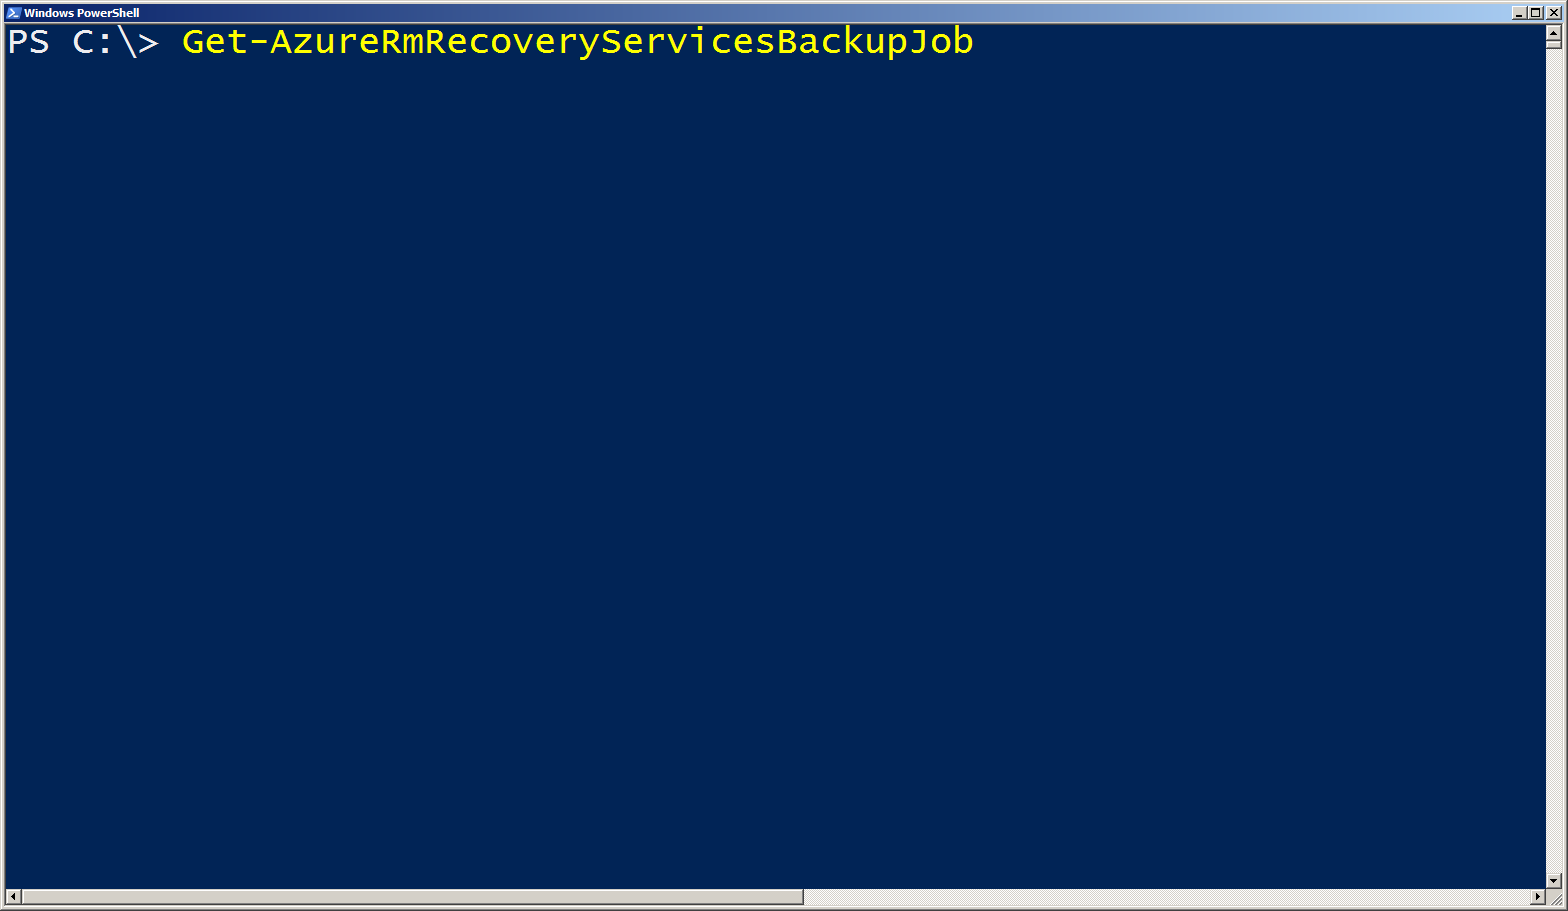 Windows PowerShell
PS C:\> Get-AzureRmRecoveryServicesBackupJob